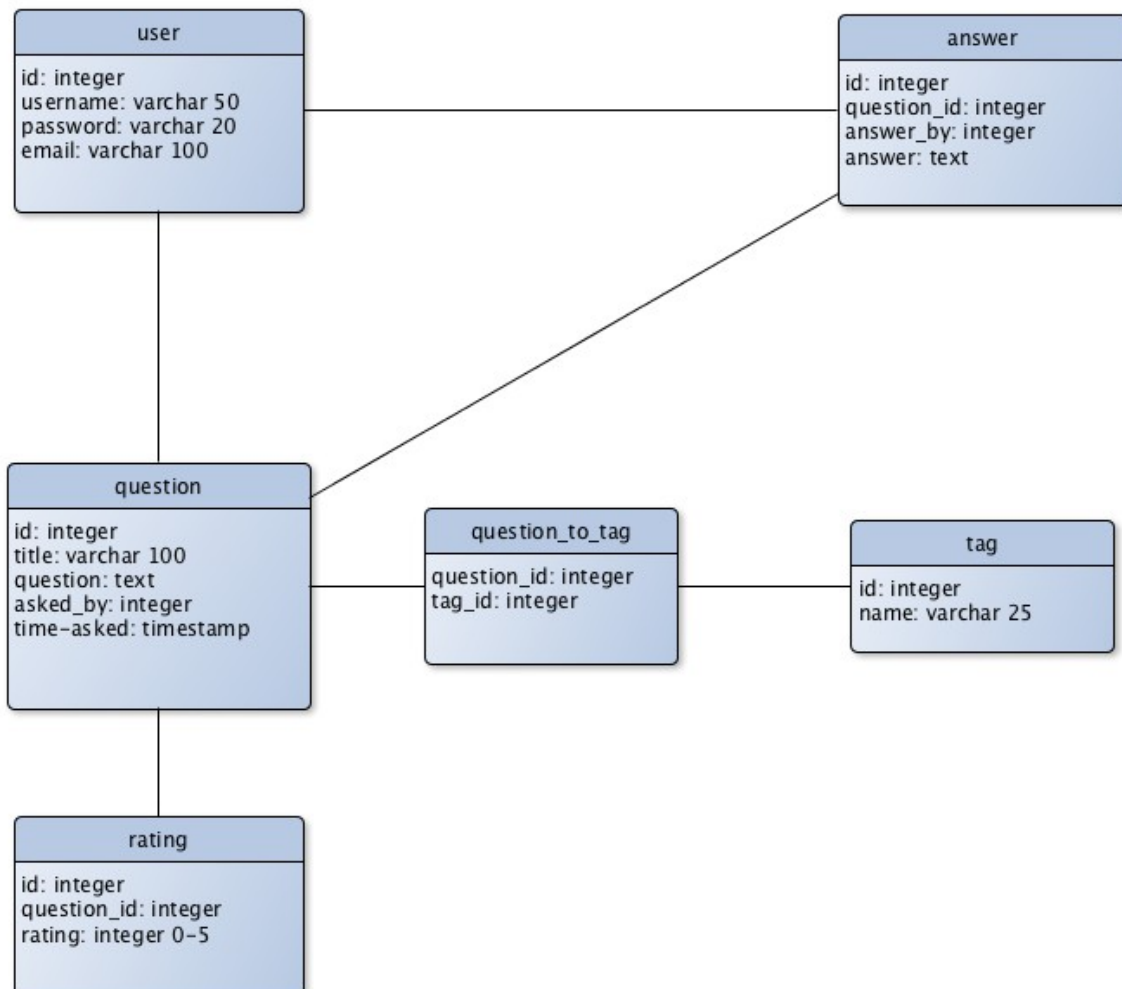 user
id: integer
username: varchar 50
password: varchar 20
email: varchar 100
answer
id: integer
question_id: integer
answer_by: integer
answer: text
question
id: integer
title: varchar 100
question: text
asked_by: integer
time-asked: timestamp
question_to_tag
question_id: integer
tag_id: integer
tag
id: integer
name: varchar 25
rating
id: integer
question_id: integer
rating: integer 0-5